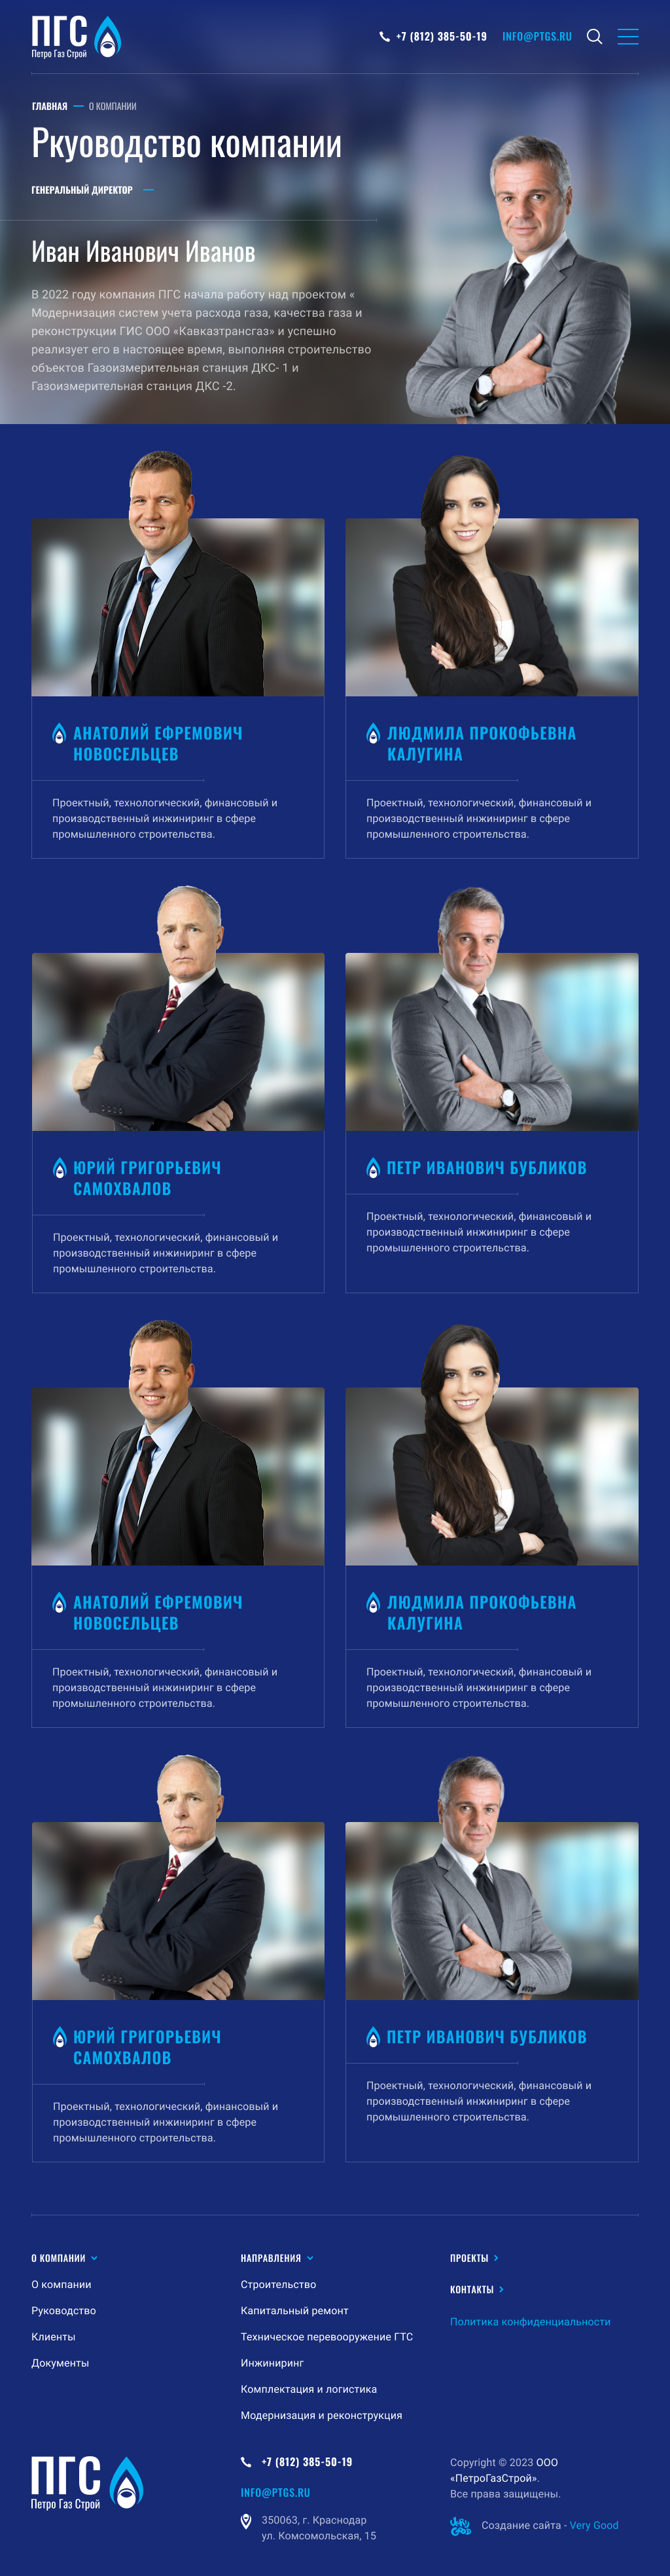 ПГС
Петро Газ Строй
+7 (812) 385-50-19
INFO@PTGS.RU
ГЛАВНАЯ — О КОМПАНИИ
Ркуоводство компании
ГЕНЕРАЛЬНЫЙ ДИРЕКТОР —
Иван Иванович Иванов
В 2022 году компания ПГС начала работу над проектом «
Модернизация систем учета расхода газа, качества газа и
реконструкции ГИС ООО «Кавказтрансгаз» и успешно
реализует его в настоящее время, выполняя строительство
объектов Газоизмерительная станция ДКС- 1 и
Газоизмерительная станция ДКС -2.
АНАТОЛИЙ ЕФРЕМОВИЧ
НОВОСЕЛЬЦЕВ
Проектный, технологический, финансовый и
производственный инжиниринг в сфере
промышленного строительства.
ЛЮДМИЛА ПРОКОФЬЕВНА
КАЛУГИНА
Проектный, технологический, финансовый и
производственный инжиниринг в сфере
промышленного строительства.
ЮРИЙ ГРИГОРЬЕВИЧ
САМОХВАЛОВ
Проектный, технологический, финансовый и
производственный инжиниринг в сфере
промышленного строительства.
ПЕТР ИВАНОВИЧ БУБЛИКОВ
Проектный, технологический, финансовый и
производственный инжиниринг в сфере
промышленного строительства.
АНАТОЛИЙ ЕФРЕМОВИЧ
НОВОСЕЛЬЦЕВ
Проектный, технологический, финансовый и
производственный инжиниринг в сфере
промышленного строительства.
ЛЮДМИЛА ПРОКОФЬЕВНА
КАЛУГИНА
Проектный, технологический, финансовый и
производственный инжиниринг в сфере
промышленного строительства.
ЮРИЙ ГРИГОРЬЕВИЧ
САМОХВАЛОВ
Проектный, технологический, финансовый и
производственный инжиниринг в сфере
промышленного строительства.
ПЕТР ИВАНОВИЧ БУБЛИКОВ
Проектный, технологический, финансовый и
производственный инжиниринг в сфере
промышленного строительства.
О КОМПАНИИ
О компании
Руководство
Клиенты
Документы
НАПРАВЛЕНИЯ
Строительство
Капитальный ремонт
Техническое перевооружение ГТС
Инжиниринг
Комплектация и логистика
Модернизация и реконструкция
ПРОЕКТЫ
КОНТАКТЫ
Политика конфиденциальности
ПГС
Петро Газ Строй
+7 (812) 385-50-19
INFO@PTGS.RU
350063, г. Краснодар
ул. Комсомольская, 15
Copyright © 2023 ООО
«ПетроГазСтрой».
Все права защищены.
Создание сайта - Very Good